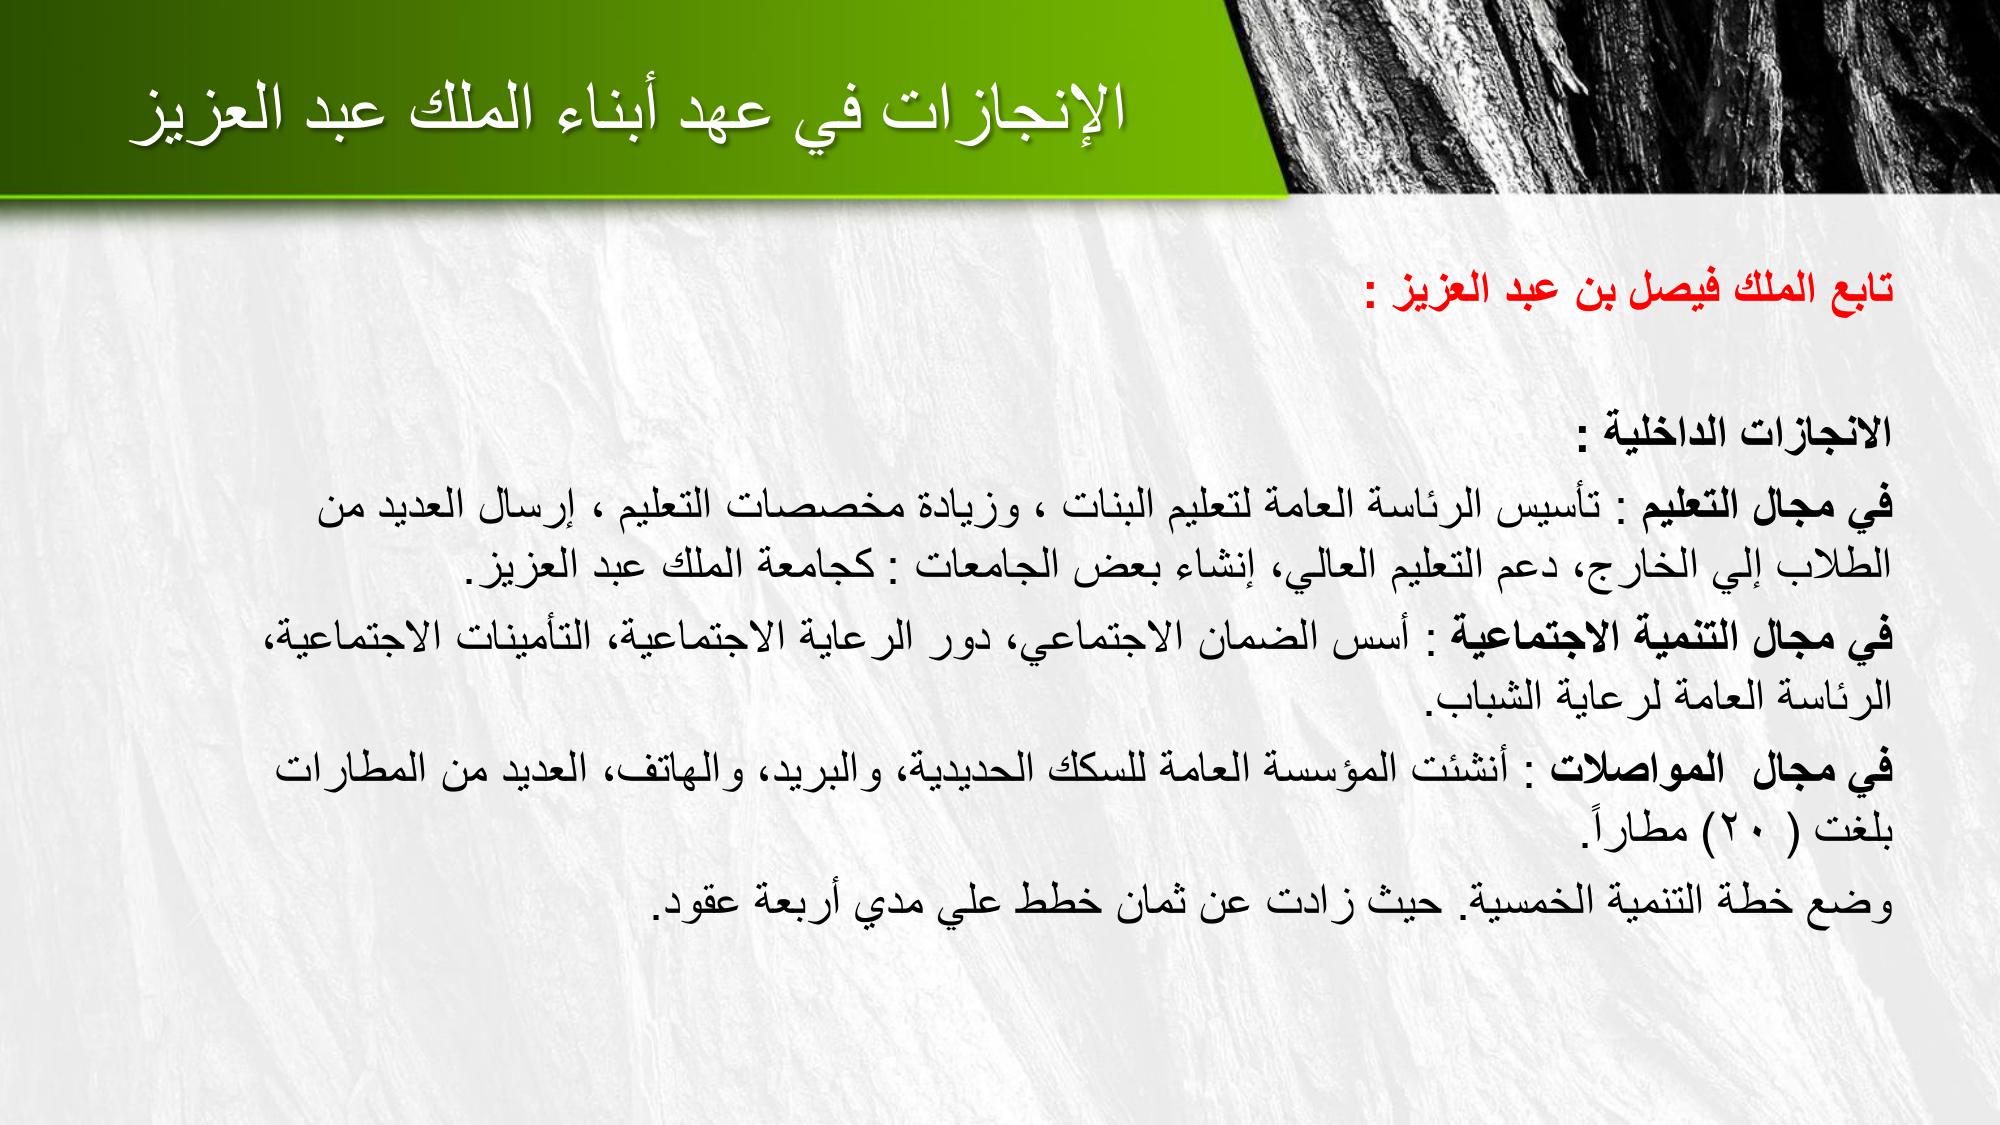 الإنجازات في عهد أبناء الملك عبد العزيز
تابع الملك فيصل بن عبد العزيز :
الانجازات الداخلية :
في مجال التعليم : تأسيس الرئاسة العامة لتعليم البنات ، وزيادة مخصصات التعليم ، إرسال العديد من
الطلاب إلي الخارج، دعم التعليم العالي، إنشاء بعض الجامعات : كجامعة الملك عبد العزيز.
في مجال التنمية الاجتماعية : أسس الضمان الاجتماعي، دور الرعاية الاجتماعية، التأمينات الاجتماعية،
الرئاسة العامة لرعاية الشباب.
في مجال  المواصلات : أنشئت المؤسسة العامة للسكك الحديدية، والبريد، والهاتف، العديد من المطارات
بلغت ( ٢٠) مطاراً.
وضع خطة التنمية الخمسية. حيث زادت عن ثمان خطط علي مدي أربعة عقود.